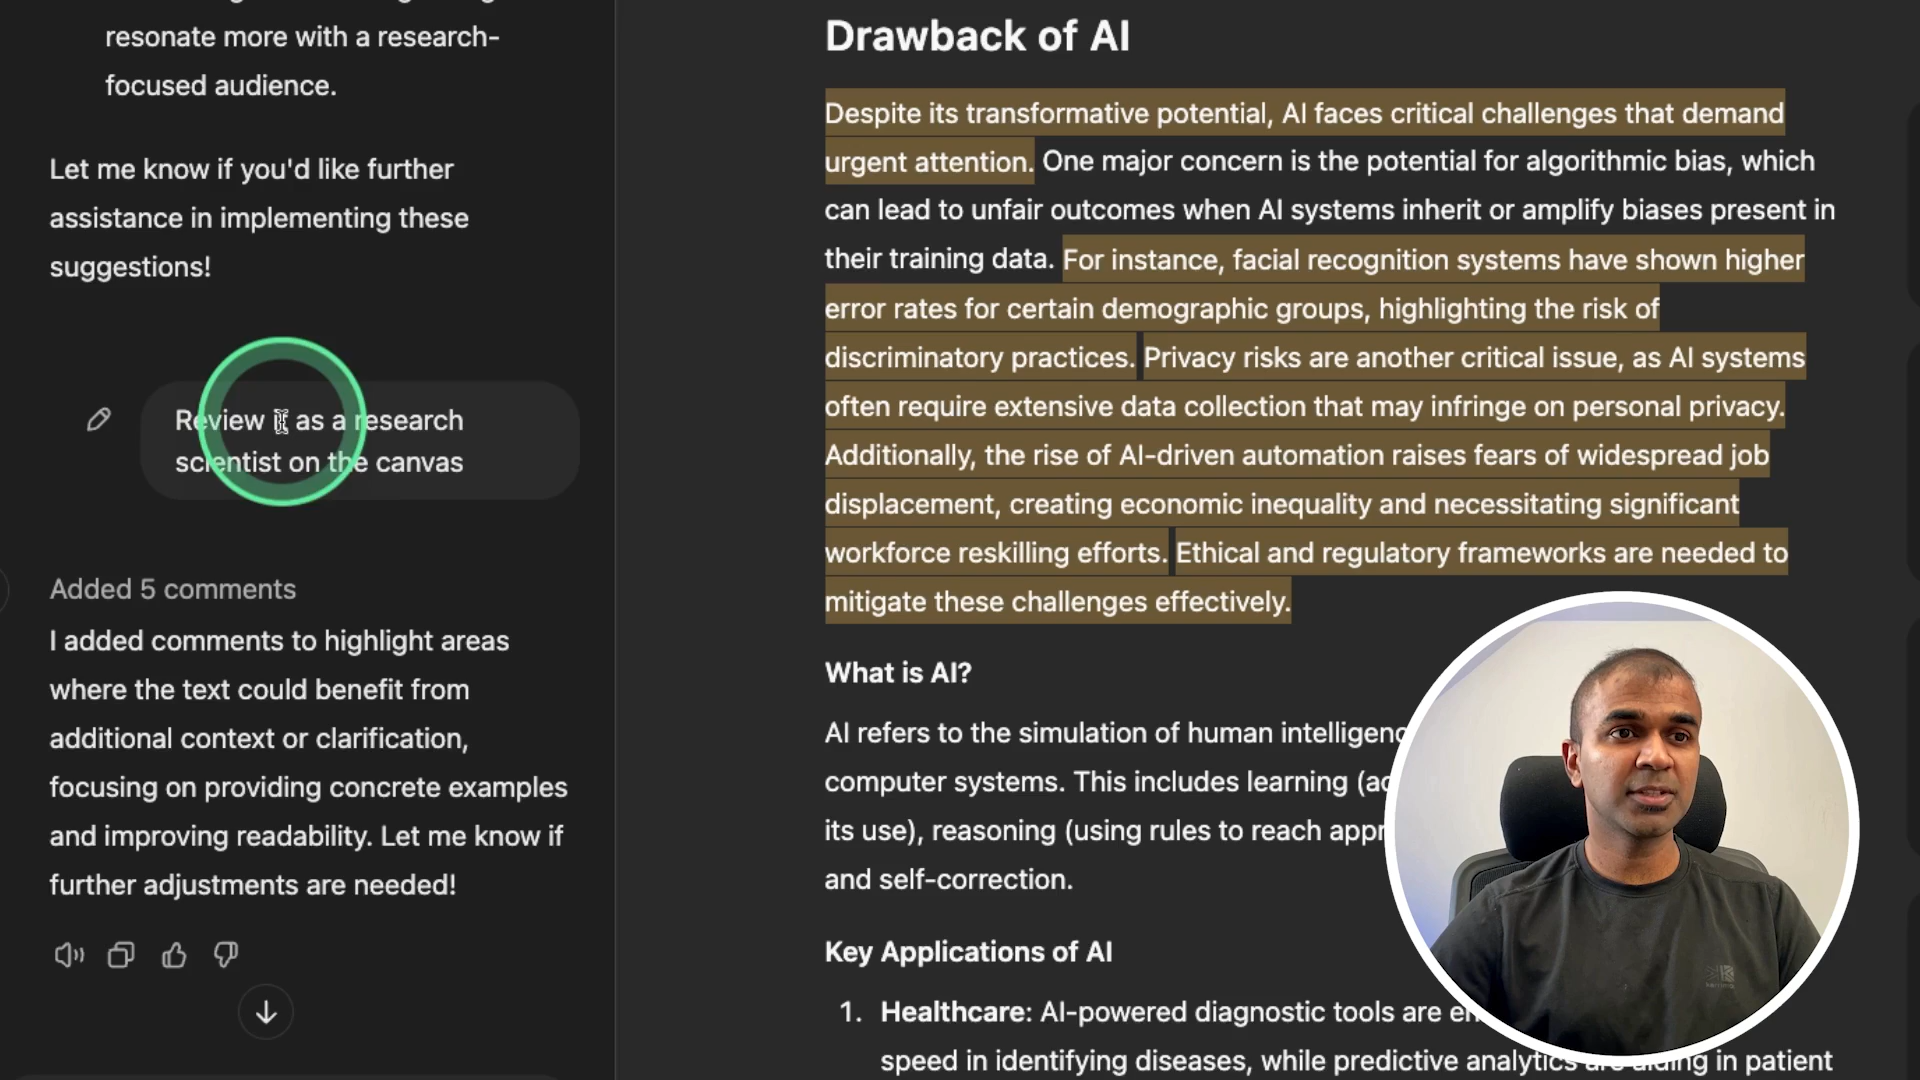 resonate more with a research-
focused audience.
Let me know if you'd like further
assistance in implementing these
suggestions!
Review it as a research
scientist on the canvas
Added 5 comments
I added comments to highlight areas
where the text could benefit from
additional context or clarification,
focusing on providing concrete examples
and improving readability. Let me know if
further adjustments are needed!
Drawback of AI
Despite its transformative potential, AI faces critical challenges that demand
urgent attention. One major concern is the potential for algorithmic bias, which
can lead to unfair outcomes when AI systems inherit or amplify biases present in
their training data. For instance, facial recognition systems have shown higher
error rates for certain demographic groups, highlighting the risk of
discriminatory practices. Privacy risks are another critical issue, as AI systems
often require extensive data collection that may infringe on personal privacy.
Additionally, the rise of AI-driven automation raises fears of widespread job
displacement, creating economic inequality and necessitating significant
workforce reskilling efforts. Ethical and regulatory frameworks are needed to
mitigate these challenges effectively.
What is AI?
AI refers to the simulation of human
computer systems. This includes learning
its use), reasoning (using rules to reach
and self-correction.
Key Applications of AI
1. Healthcare: AI-powered diagnostic tools are
speed in identifying diseases, while predictive analytics are aiding in patient